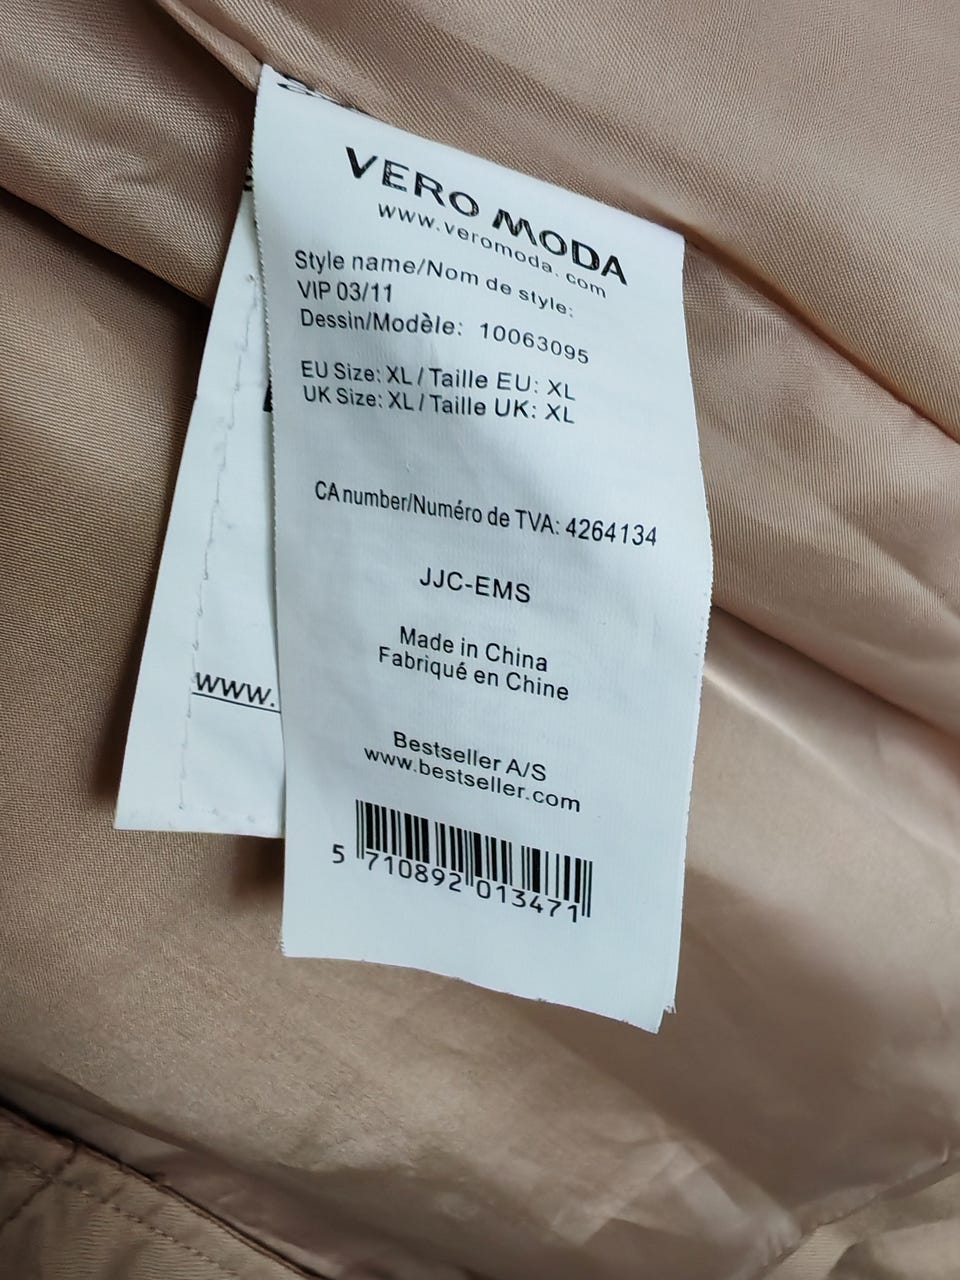 VERO MODA
www.veromoda.com
Style name/Nom de style:
VIP 03/11
Dessin/Modèle: 10063095
EU Size: XL / Taille EU: XL
UK Size: XL / Taille UK: XL
CA number/Numéro de TVA: 4264134
JJC-EMS
Made in China
Fabriqué en Chine
Bestseller A/S
www.bestseller.com
5 710892 013471
www.